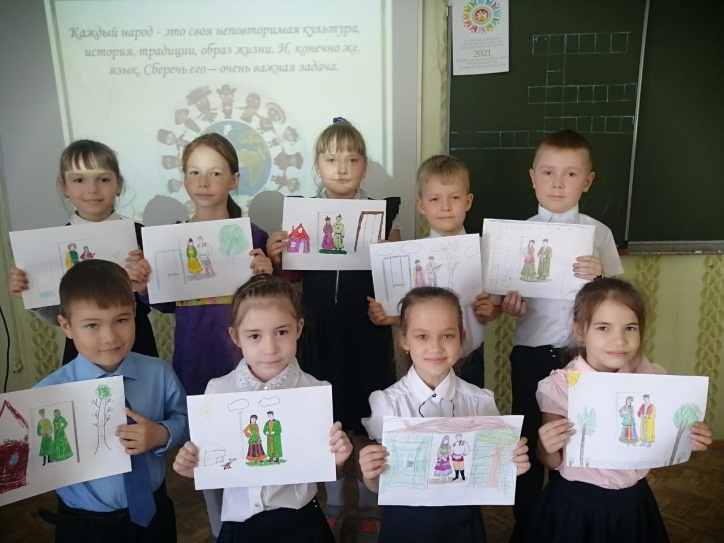 Каждый народ - это своя неповторимая культура,
история, традиции, образ жизни. И, конечно же,
язык. Сберечь его – очень важная задача.
2021